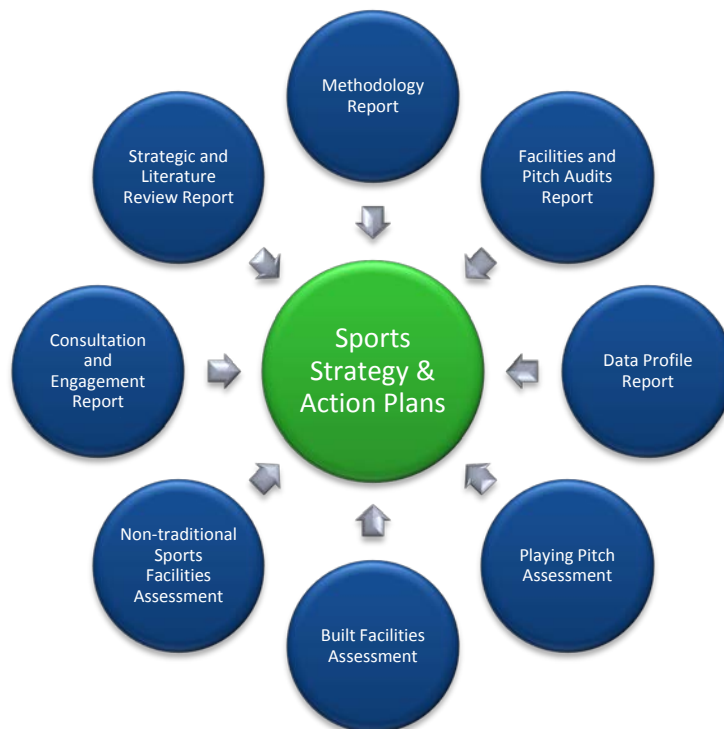 Methodology
Report
Facilities and
Pitch Audits
Report
Data Profile
Report
Playing Pitch
Assessment
Built Facilities
Assessment
Non-traditional
Sports
Facilities
Assessment
Consultation
and
Engagement
Report
Strategic and
Literature
Review Report
Sports
Strategy &
Action Plans